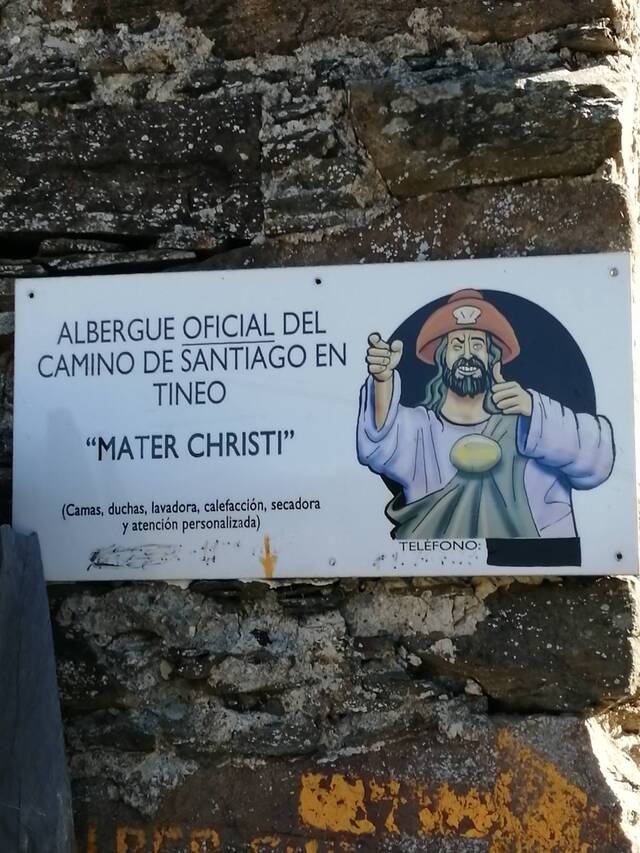 ALBERGUE OFICIAL DEL
CAMINO DE SANTIAGO EN
TINEO
“MATER CHRISTI”
(Camas, duchas, lavadora, calefacción, secadora
y atención personalizada)
TELÉFONO: